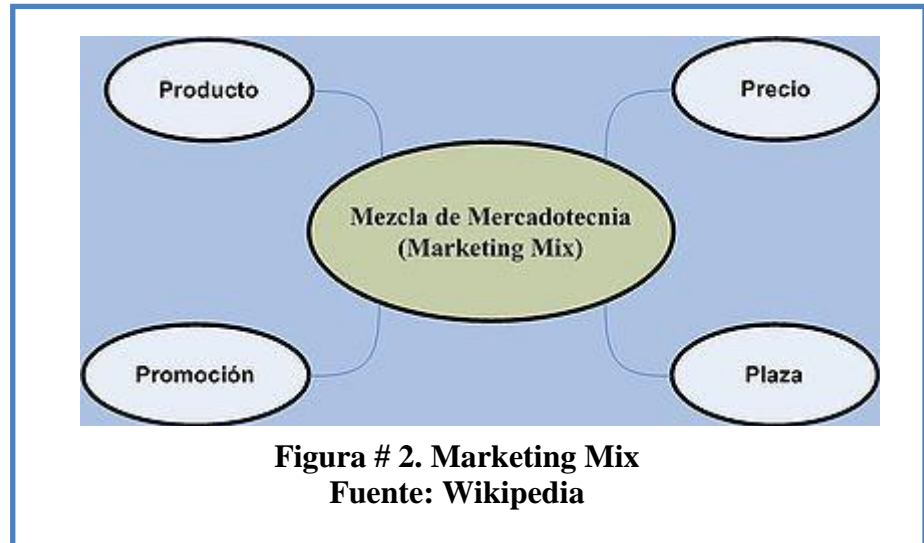 Producto
Precio
Mezcla de Mercadotecnia
(Marketing Mix)
Promoción
Plaza
Figura # 2. Marketing Mix
Fuente: Wikipedia